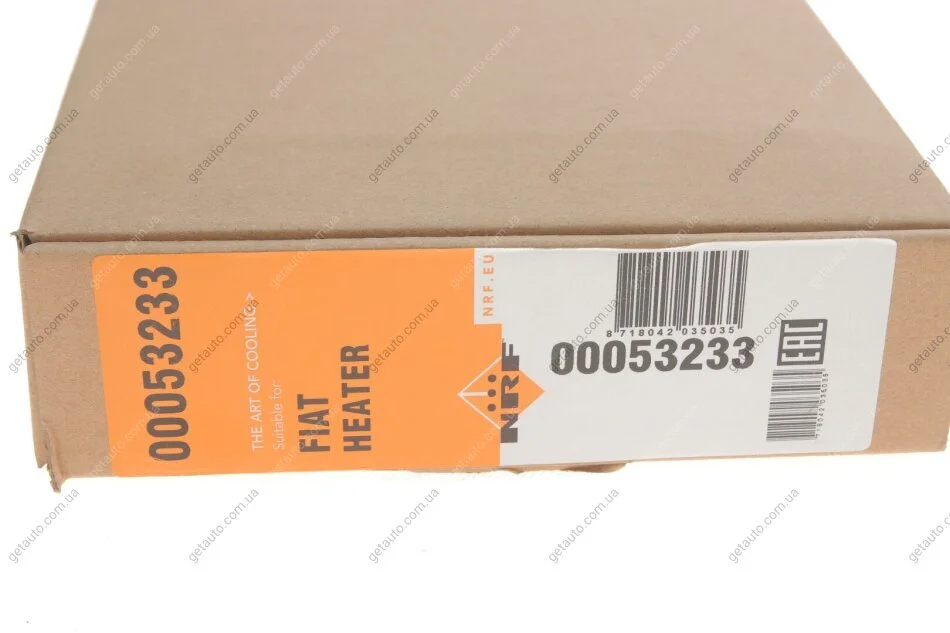 00053233
THE ART OF COOLING>
Suitable for:
FIAT
HEATER
NRF.EU
NRF
8 718042 035035
00053233
EAC
getauto.com.ua